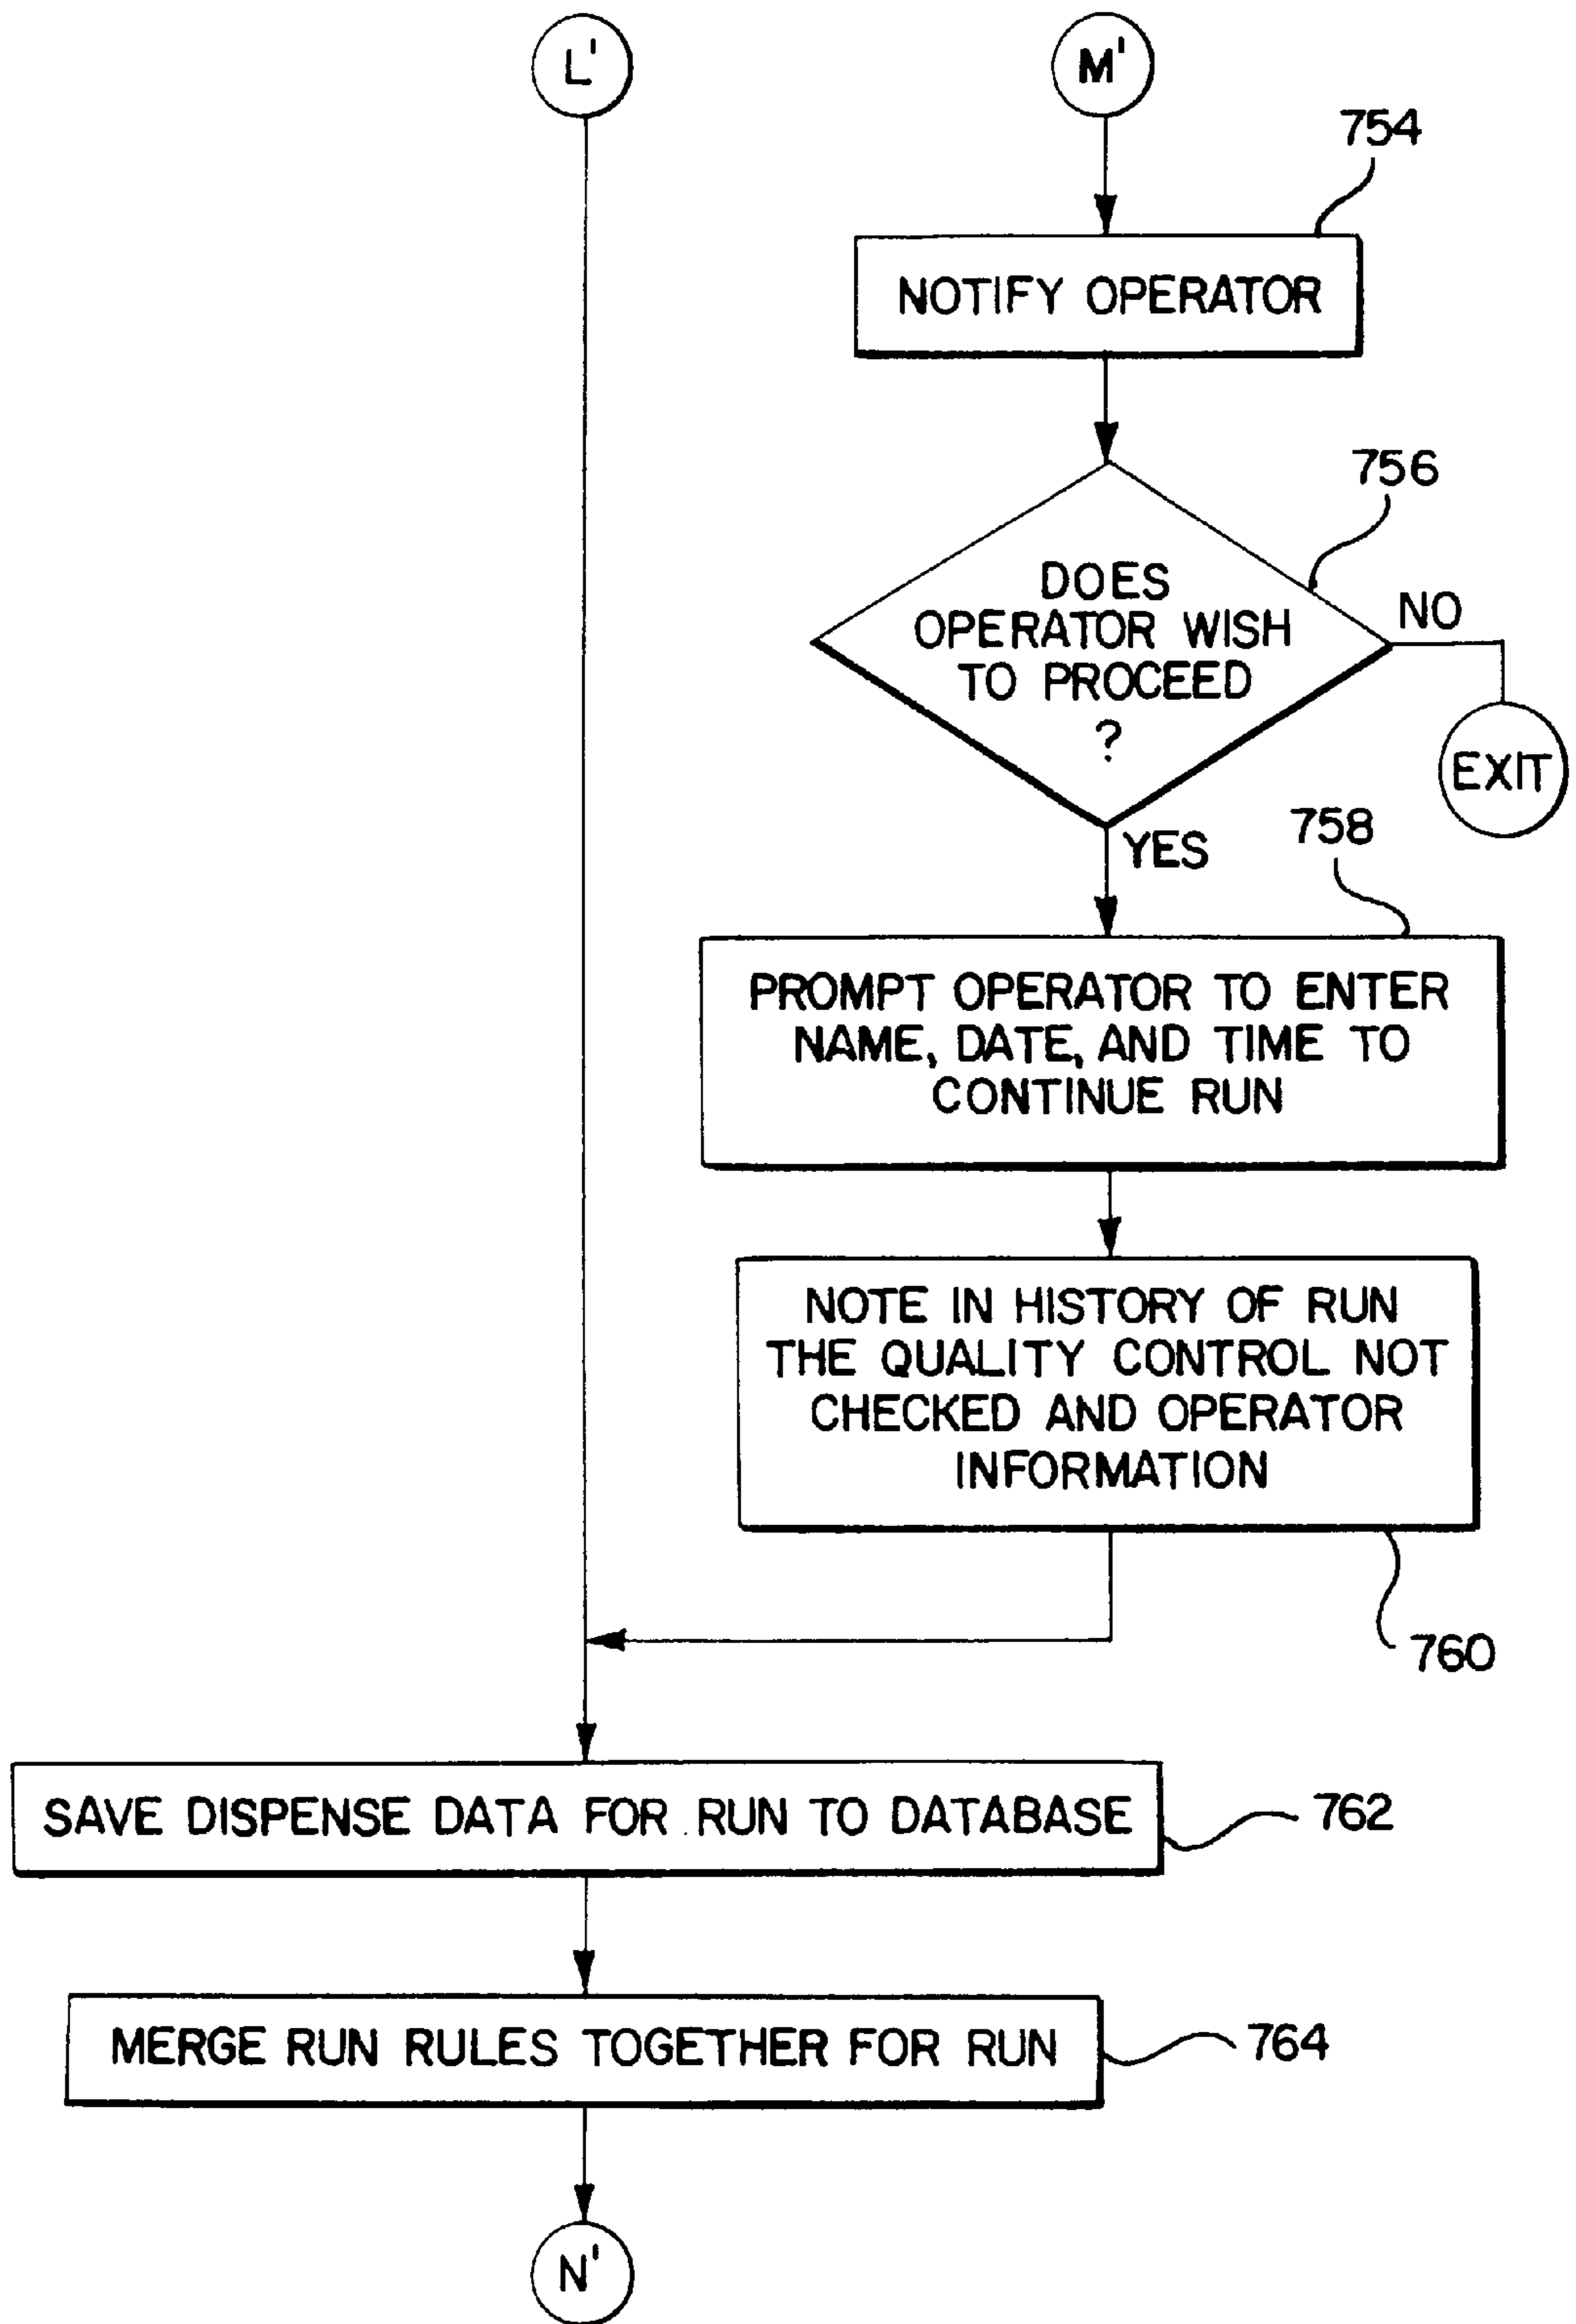 L'
M'
754
NOTIFY OPERATOR
756
DOES
OPERATOR WISH
TO PROCEED
?
NO
EXIT
YES
758
PROMPT OPERATOR TO ENTER
NAME, DATE, AND TIME TO
CONTINUE RUN
NOTE IN HISTORY OF RUN
THE QUALITY CONTROL NOT
CHECKED AND OPERATOR
INFORMATION
760
SAVE DISPENSE DATA FOR RUN TO DATABASE
762
MERGE RUN RULES TOGETHER FOR RUN
764
N'